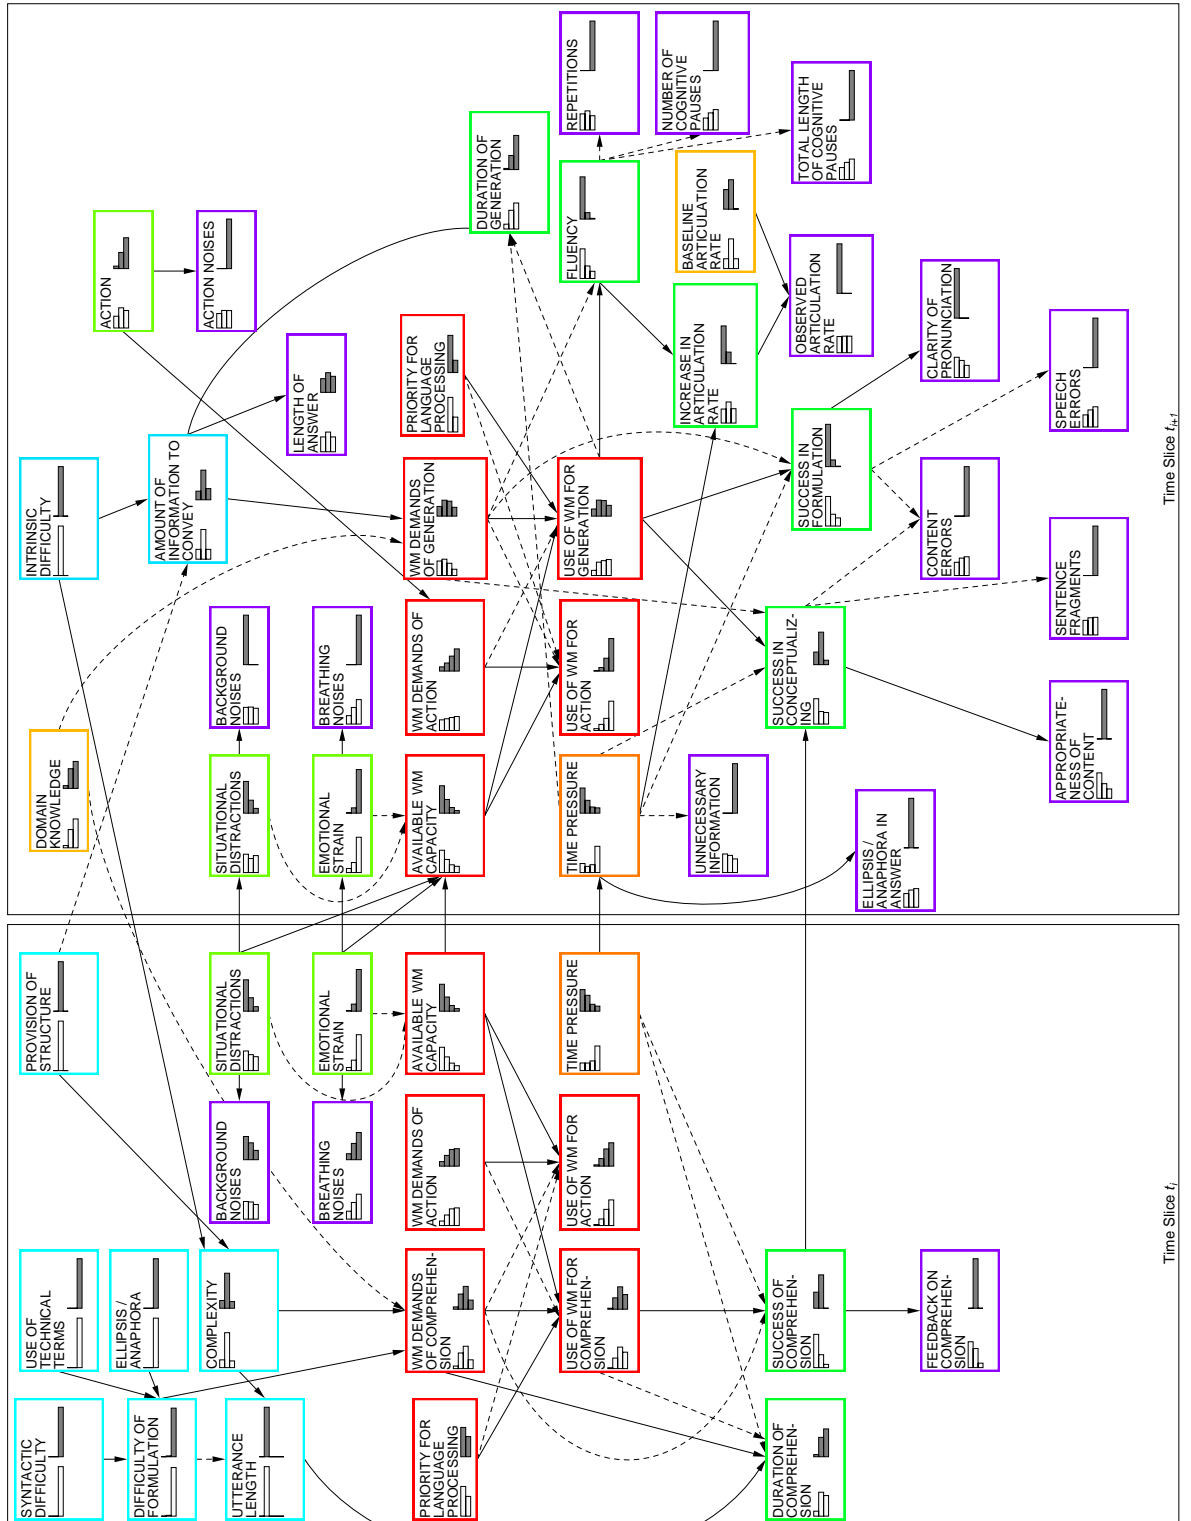 SYNTACTIC
DIFFICULTY
DIFFICULTY OF
FORMULATION
UTTERANCE
LENGTH
PRIORITY FOR
LANGUAGE
PROCESSING
DURATION OF
COMPREHEN-
SION
USE OF
TECHNICAL
TERMS
ELLIPSIS /
ANAPHORA
COMPLEXITY
WM DEMANDS
OF COMPREHEN-
SION
USE OF WM FOR
COMPREHEN-
SION
SUCCESS OF
COMPREHEN-
SION
FEEDBACK ON
COMPREHEN-
SION
BACKGROUND
NOISES
BREATHING
NOISES
WM DEMANDS OF
ACTION
USE OF WM FOR
ACTION
PROVISION OF
STRUCTURE
SITUATIONAL
DISTRACTIONS
EMOTIONAL
STRAIN
AVAILABLE WM
CAPACITY
TIME PRESSURE
Time Slice ti
DOMAIN
KNOWLEDGE
SITUATIONAL
DISTRACTIONS
EMOTIONAL
STRAIN
AVAILABLE WM
CAPACITY
TIME PRESSURE
UNNECESSARY
INFORMATION
ELLIPSIS /
ANAPHORA IN
ANSWER
BACKGROUND
NOISES
BREATHING
NOISES
WM DEMANDS OF
ACTION
USE OF WM FOR
ACTION
SUCCESS IN
CONCEPTUALIZ-
ING
APPROPRIATE-
NESS OF
CONTENT
INTRINSIC
DIFFICULTY
AMOUNT OF
INFORMATION TO
CONVEY
WM DEMANDS
OF GENERATION
USE OF WM FOR
GENERATION
SUCCESS IN
FORMULATION
CONTENT
ERRORS
SENTENCE
FRAGMENTS
LENGTH OF
ANSWER
PRIORITY FOR
LANGUAGE
PROCESSING
INCREASE IN
ARTICULATION
RATE
CLARITY OF
PRONUNCIATION
SPEECH
ERRORS
ACTION
ACTION NOISES
DURATION OF
GENERATION
FLUENCY
BASELINE
ARTICULATION
RATE
OBSERVED
ARTICULATION
RATE
REPETITIONS
NUMBER OF
COGNITIVE
PAUSES
TOTAL LENGTH
OF COGNITIVE
PAUSES
Time Slice ti+1